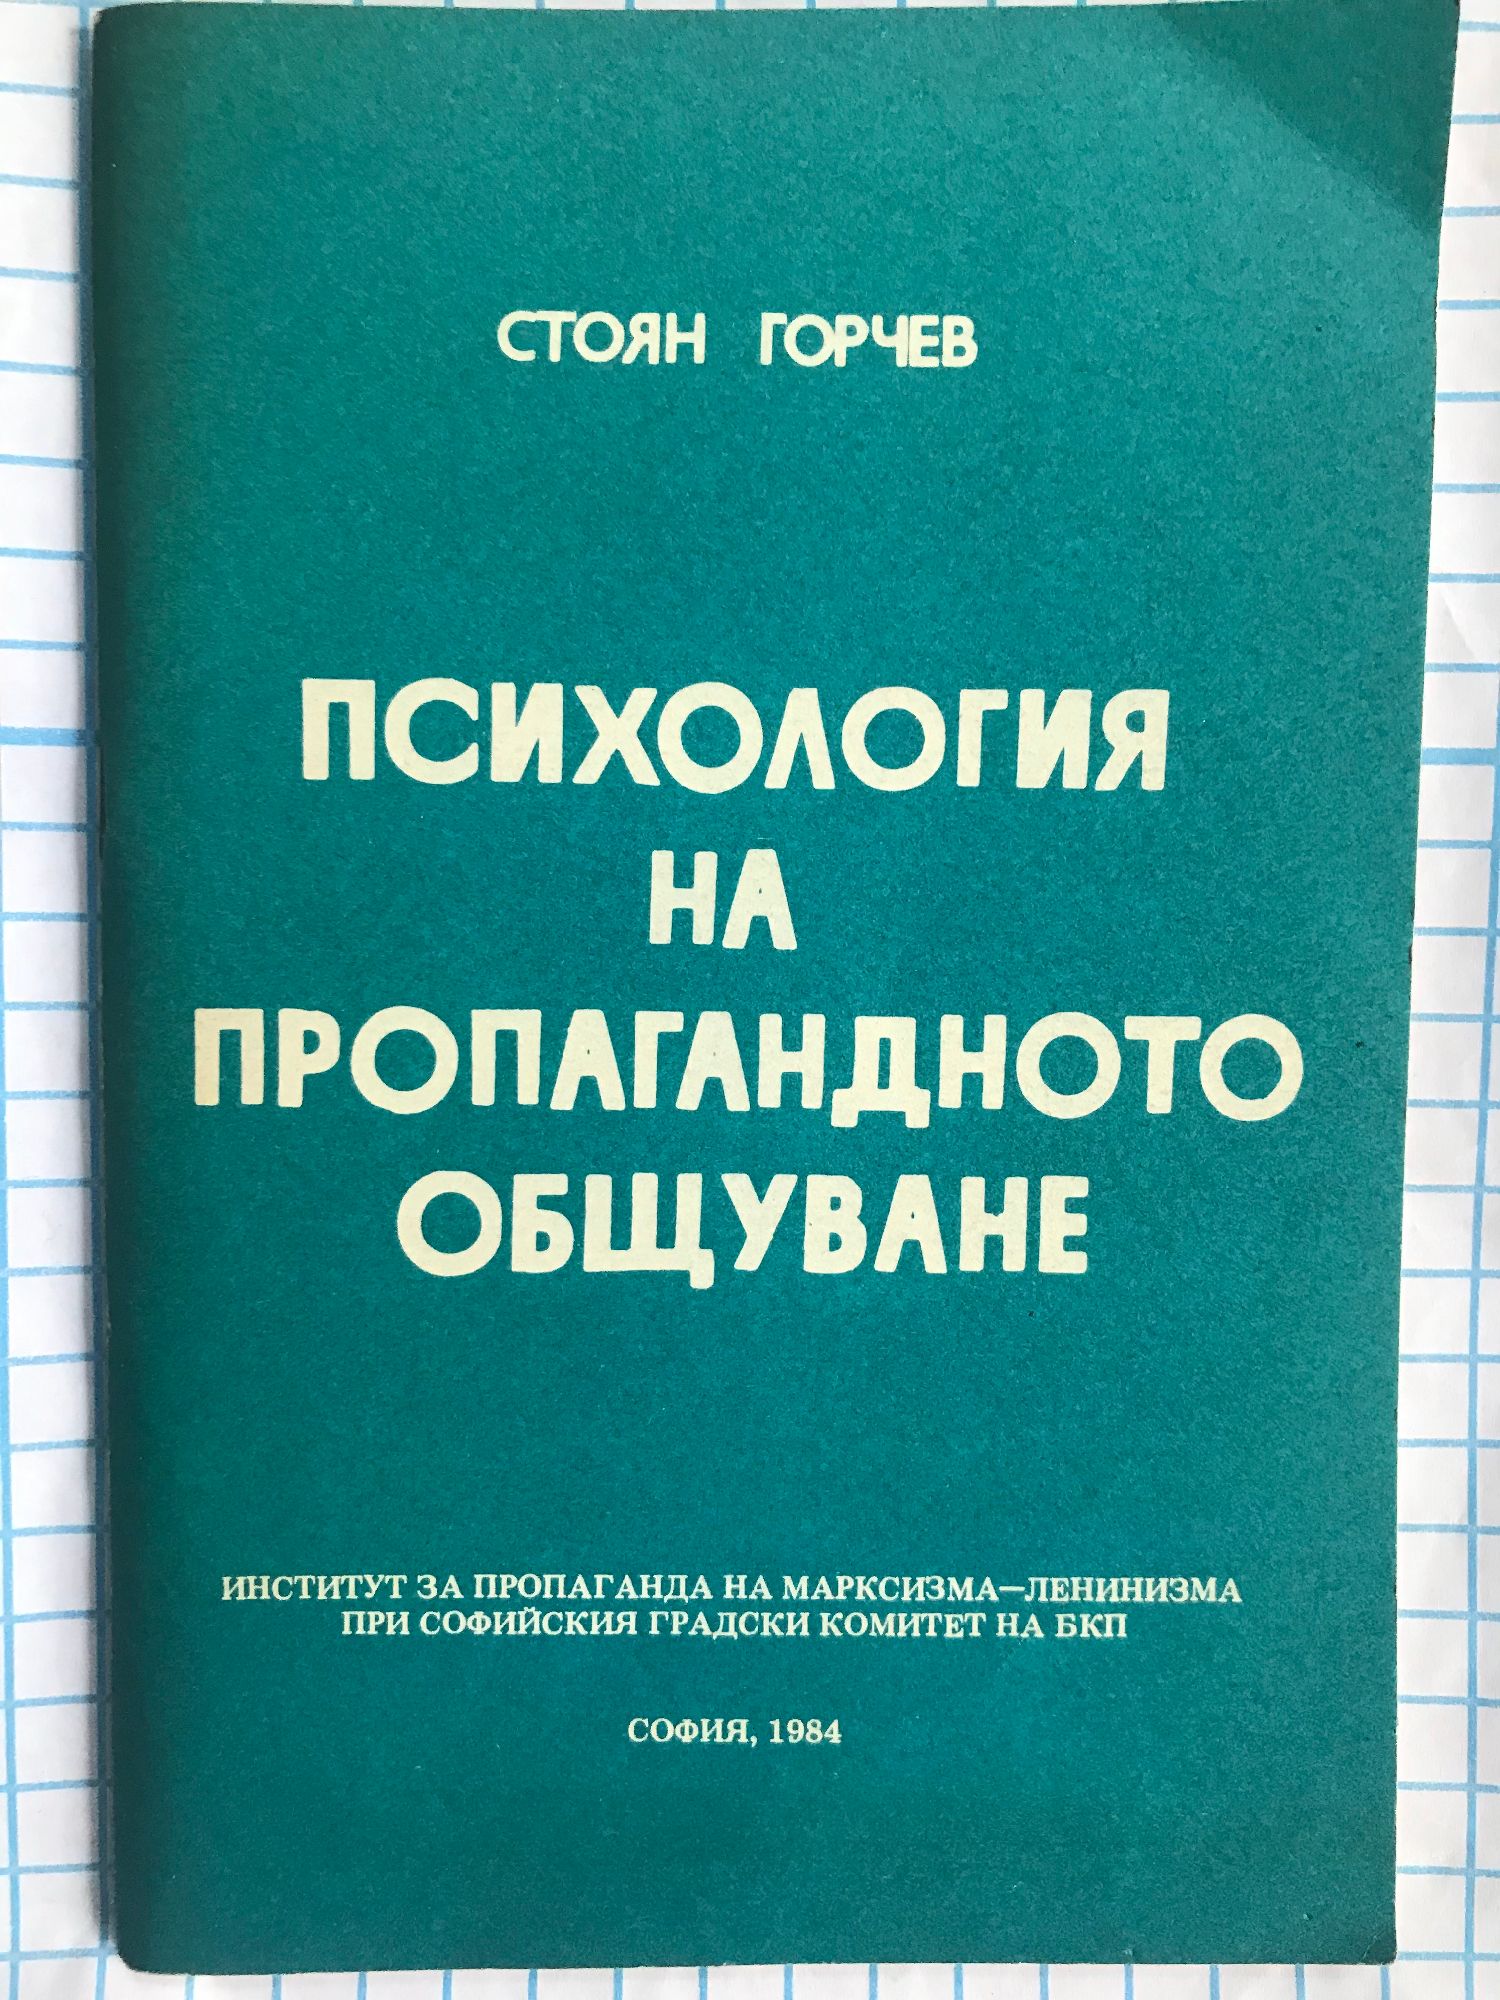 СТОЯН ГОРЧЕВ
ПСИХОЛОГИЯ
НА
ПРОПАГАНДНОТО
ОБЩУВАНЕ
ИНСТИТУТ ЗА ПРОПАГАНДА НА МАРКСИЗМА—ЛЕНИНИЗМА
ПРИ СОФИЙСКИЯ ГРАДСКИ КОМИТЕТ НА БКП
СОФИЯ, 1984